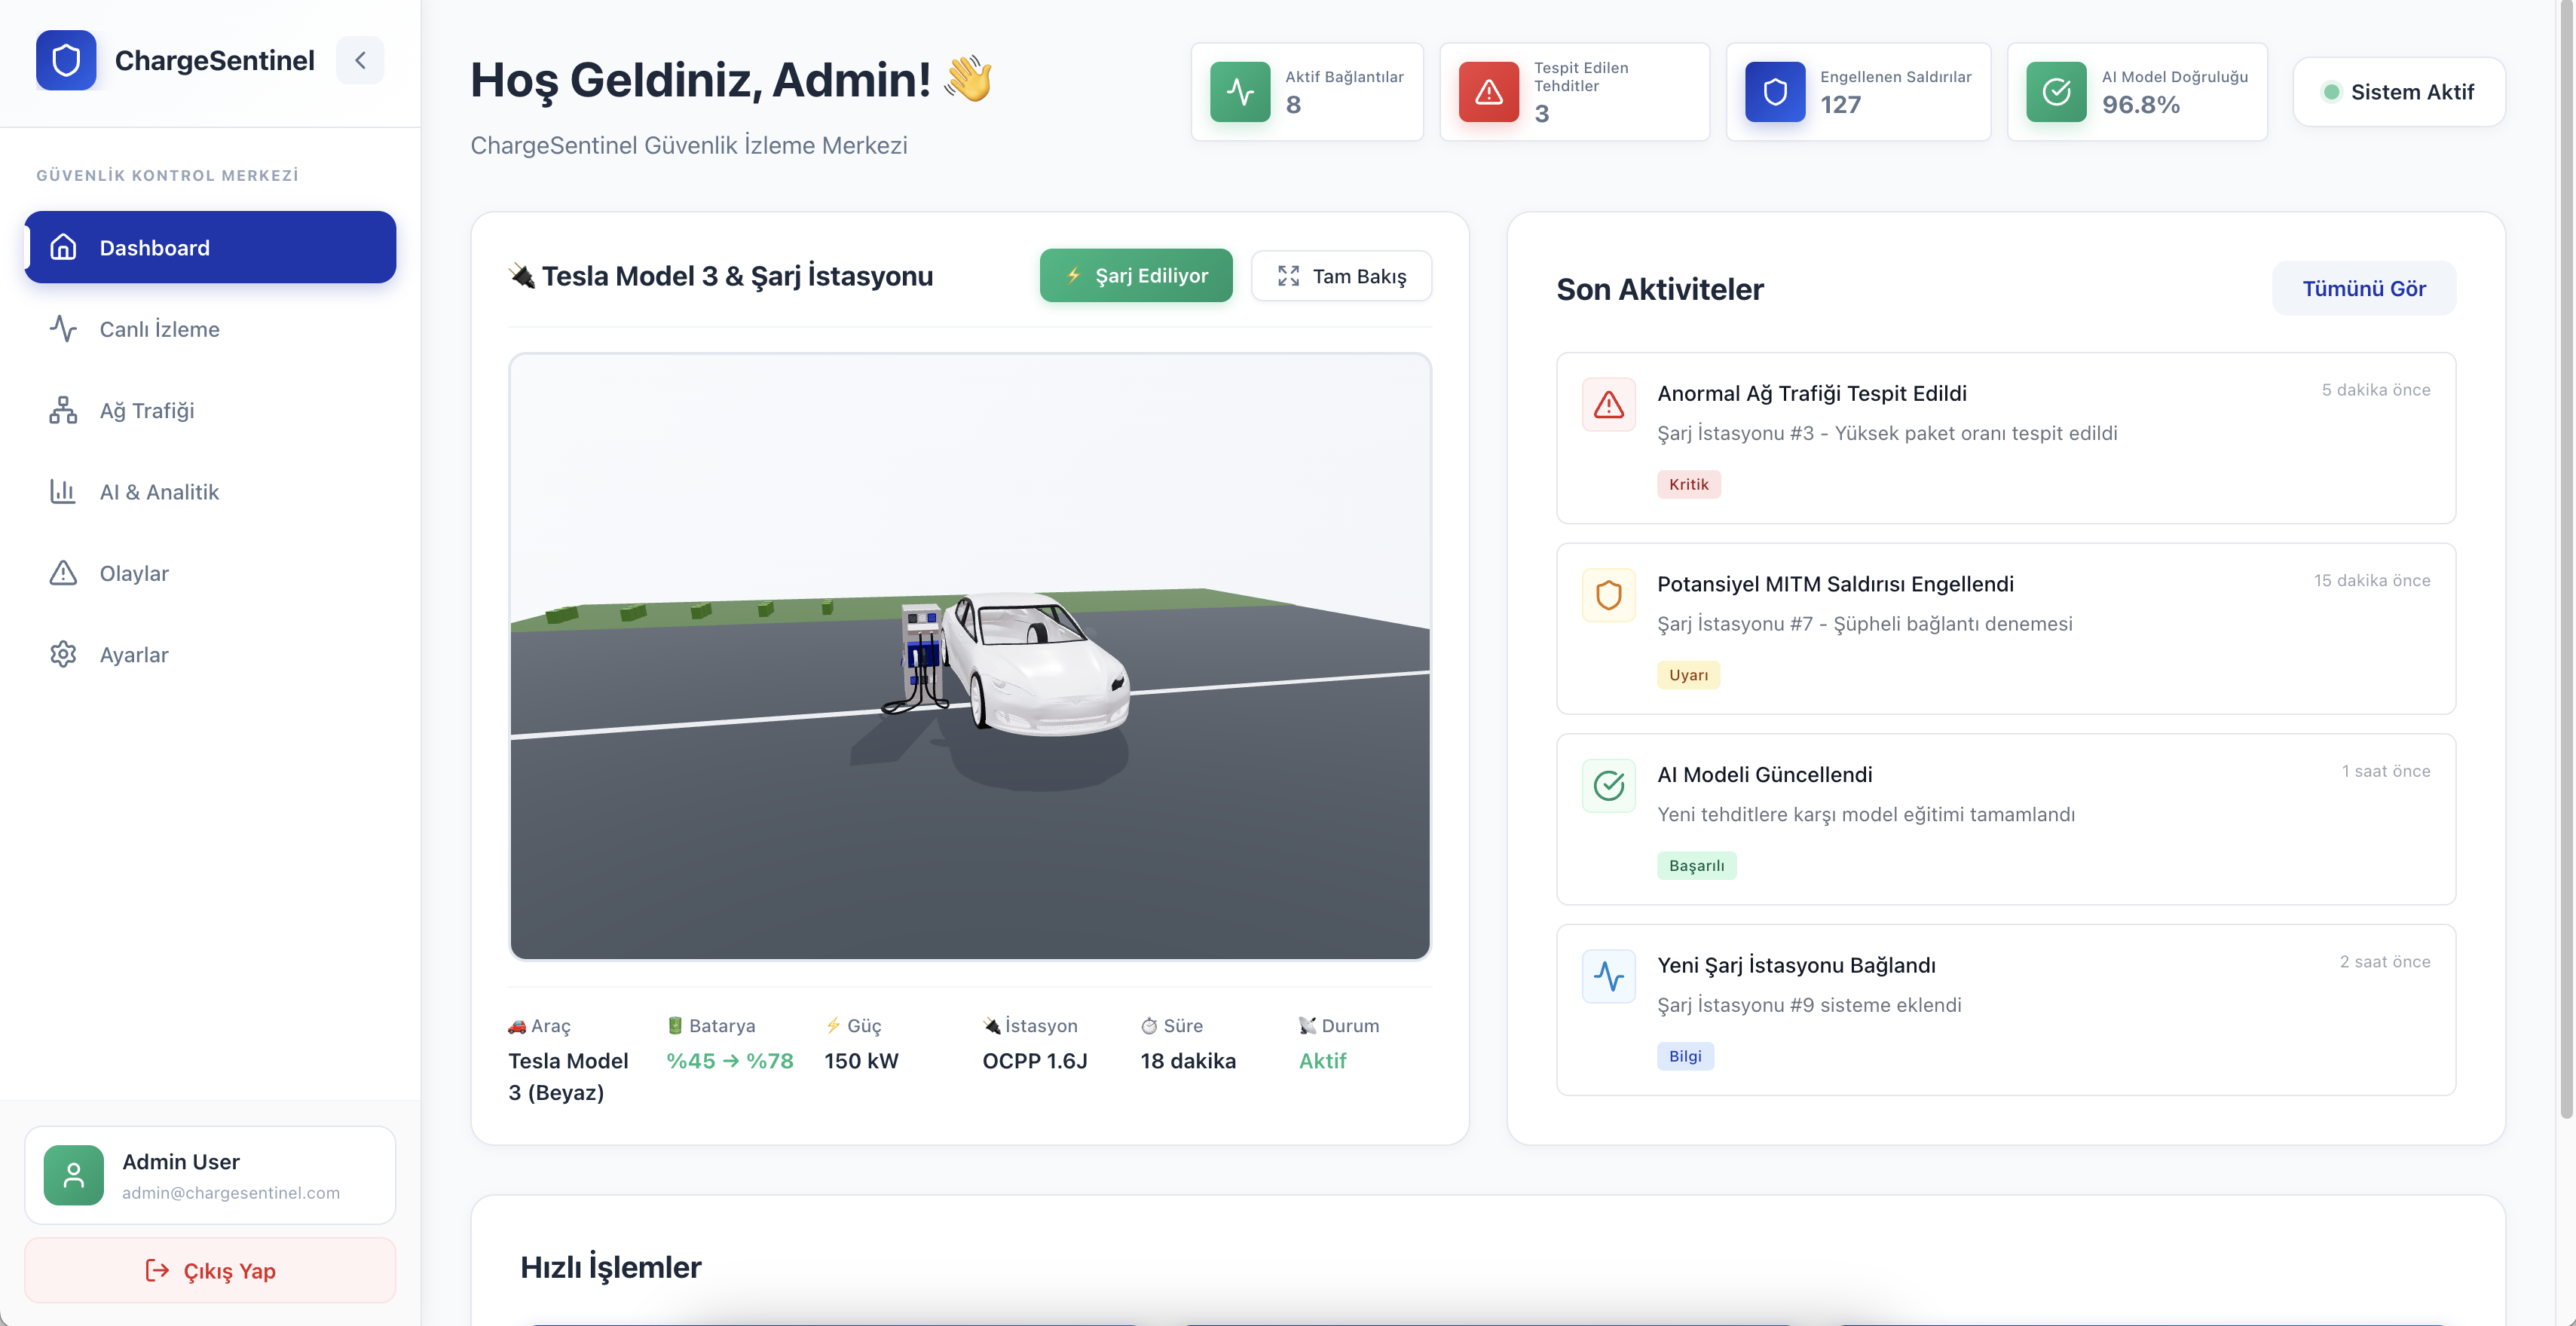 ChargeSentinel
GÜVENLİK KONTROL MERKEZİ
Dashboard
Canlı İzleme
Ağ Trafiği
AI & Analitik
Olaylar
Ayarlar
Admin User
admin@chargesentinel.com
Çıkış Yap
Hoş Geldiniz, Admin! 👋
ChargeSentinel Güvenlik İzleme Merkezi
Aktif Bağlantılar
8
Tespit Edilen
Tehditler
3
Engellenen Saldırılar
127
AI Model Doğruluğu
96.8%
Sistem Aktif
🔌 Tesla Model 3 & Şarj İstasyonu
⚡ Şarj Ediliyor
Tam Bakış
🚗 Araç
Tesla Model
3 (Beyaz)
🔋 Batarya
%45 → %78
⚡ Güç
150 kW
🔌 İstasyon
OCPP 1.6J
⏱ Süre
18 dakika
📡 Durum
Aktif
Son Aktiviteler
Tümünü Gör
Anormal Ağ Trafiği Tespit Edildi
5 dakika önce
Şarj İstasyonu #3 - Yüksek paket oranı tespit edildi
Kritik
Potansiyel MITM Saldırısı Engellendi
15 dakika önce
Şarj İstasyonu #7 - Şüpheli bağlantı denemesi
Uyarı
AI Modeli Güncellendi
1 saat önce
Yeni tehditlere karşı model eğitimi tamamlandı
Başarılı
Yeni Şarj İstasyonu Bağlandı
2 saat önce
Şarj İstasyonu #9 sisteme eklendi
Bilgi
Hızlı İşlemler